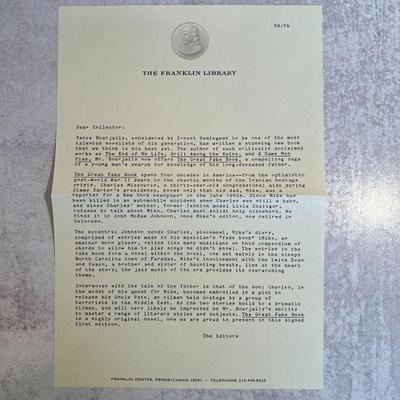 VB/fb
THE FRANKLIN LIBRARY
Dear Collector:
Vance Bourjaily, considered by Ernest Hemingway to be one of the most
talented novelists of his generation, has written a stunning new book
that we think is his best yet. The author of such critically acclaimed
works as The End of My Life, Brill Among the Ruins, and A Game Men
Play, Mr. Bourjaily now offers The Great Fake Book, a compelling saga
of a young man's search for knowledge of his long-deceased father.
The Great Fake Book spans four decades in America--from the optimistic
post-World War II years to the chaotic months of the Iranian hostage
crisis. Charles Mizzourin, a thirty-year-old congressional aide during
Jimmy Carter's presidency, knows only that his dad, Mike, was a
reporter for a New York newspaper in the late 1940s. Since Mike had
been killed in an automobile accident when Charles was still a baby,
and since Charles' mother, former fashion model Livia Scaliger,
refuses to talk about Mike, Charles must enlist help elsewhere. He
finds it in John McRae Johnson, once Mike's editor, now retired in
Colorado.
The eccentric Johnson sends Charles, piecemeal, Mike's diary,
comprised of entries made in his musician's "fake book" (Mike, an
amateur horn player, relied like many musicians on this compendium of
chords to allow him to play songs he didn't know). The entries in the
fake book form a novel within the novel, one set mainly in the sleepy
North Carolina town of Faraday. Mike's involvement with the twins
and a brother and sister of haunting beauty, lies at the heart
of the story; the jazz music of the era provides its overarching
theme.
Interwoven with the tale of the father is that of the son: Charles, in
the midst of his quest for Mike, becomes embroiled in a plot to
release his Uncle Pete, an oilman held hostage by a group of
terrorists in the Middle East. As the two stories build to a dramatic
climax, you will very likely be impressed by Mr. Bourjaily's ability
to master a range of literary styles and subjects. The Great Fake Book
is a highly original novel, one we are proud to present in this signed
first edition.
The Editors
FRANKLIN CENTER, PENNSYLVANIA 19091 • TELEPHONE 215-459-6553